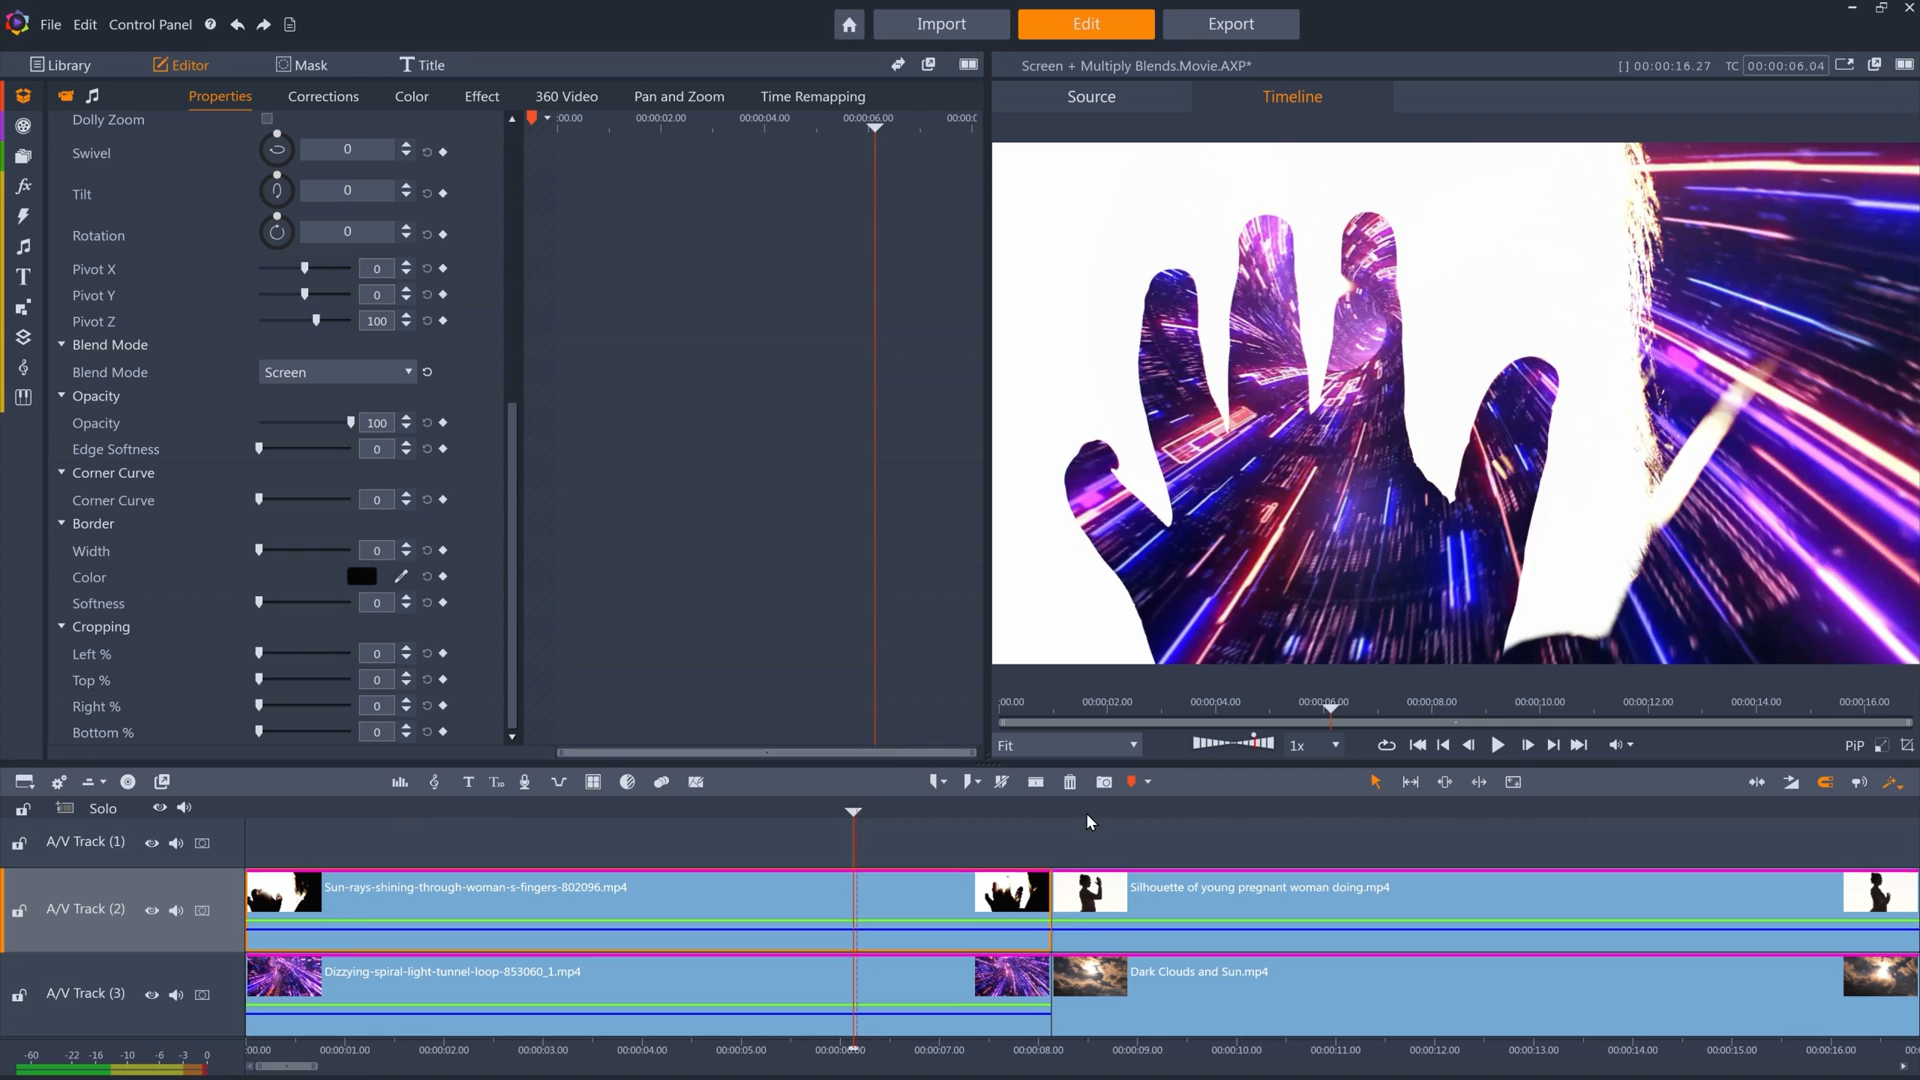 File Edit Control Panel
Import Edit Export
Library Editor Mask Title
Screen + Multiply Blends.Movie.AXP* [ ] 00:00:16.27 TC 00:00:06.04
Properties Corrections Color Effect 360 Video Pan and Zoom Time Remapping
Source Timeline
:00.00 00:00:02.00 00:00:04.00 00:00:06.00 00:00:0
Dolly Zoom
Swivel 0
Tilt 0
Rotation 0
Pivot X 0
Pivot Y 0
Pivot Z 100
Blend Mode
Blend Mode Screen
Opacity
Opacity 100
Edge Softness 0
Corner Curve
Corner Curve 0
Border
Width 0
Color
Softness 0
Cropping
Left % 0
Top % 0
Right % 0
Bottom % 0
:00.00 00:00:02.00 00:00:04.00 00:00:06.00 00:00:08.00 00:00:10.00 00:00:12.00 00:00:14.00 00:00:16.00
Fit 1x PiP
Solo
A/V Track (1)
A/V Track (2) Sun-rays-shining-through-woman-s-fingers-802096.mp4 Silhouette of young pregnant woman doing.mp4
A/V Track (3) Dizzying-spiral-light-tunnel-loop-853060_1.mp4 Dark Clouds and Sun.mp4
-60 -22 -16 -10 -6 -3 0
:00.00 00:00:01.00 00:00:02.00 00:00:03.00 00:00:04.00 00:00:05.00 00:00:06.00 00:00:07.00 00:00:08.00 00:00:09.00 00:00:10.00 00:00:11.00 00:00:12.00 00:00:13.00 00:00:14.00 00:00:15.00 00:00:16.00 00: